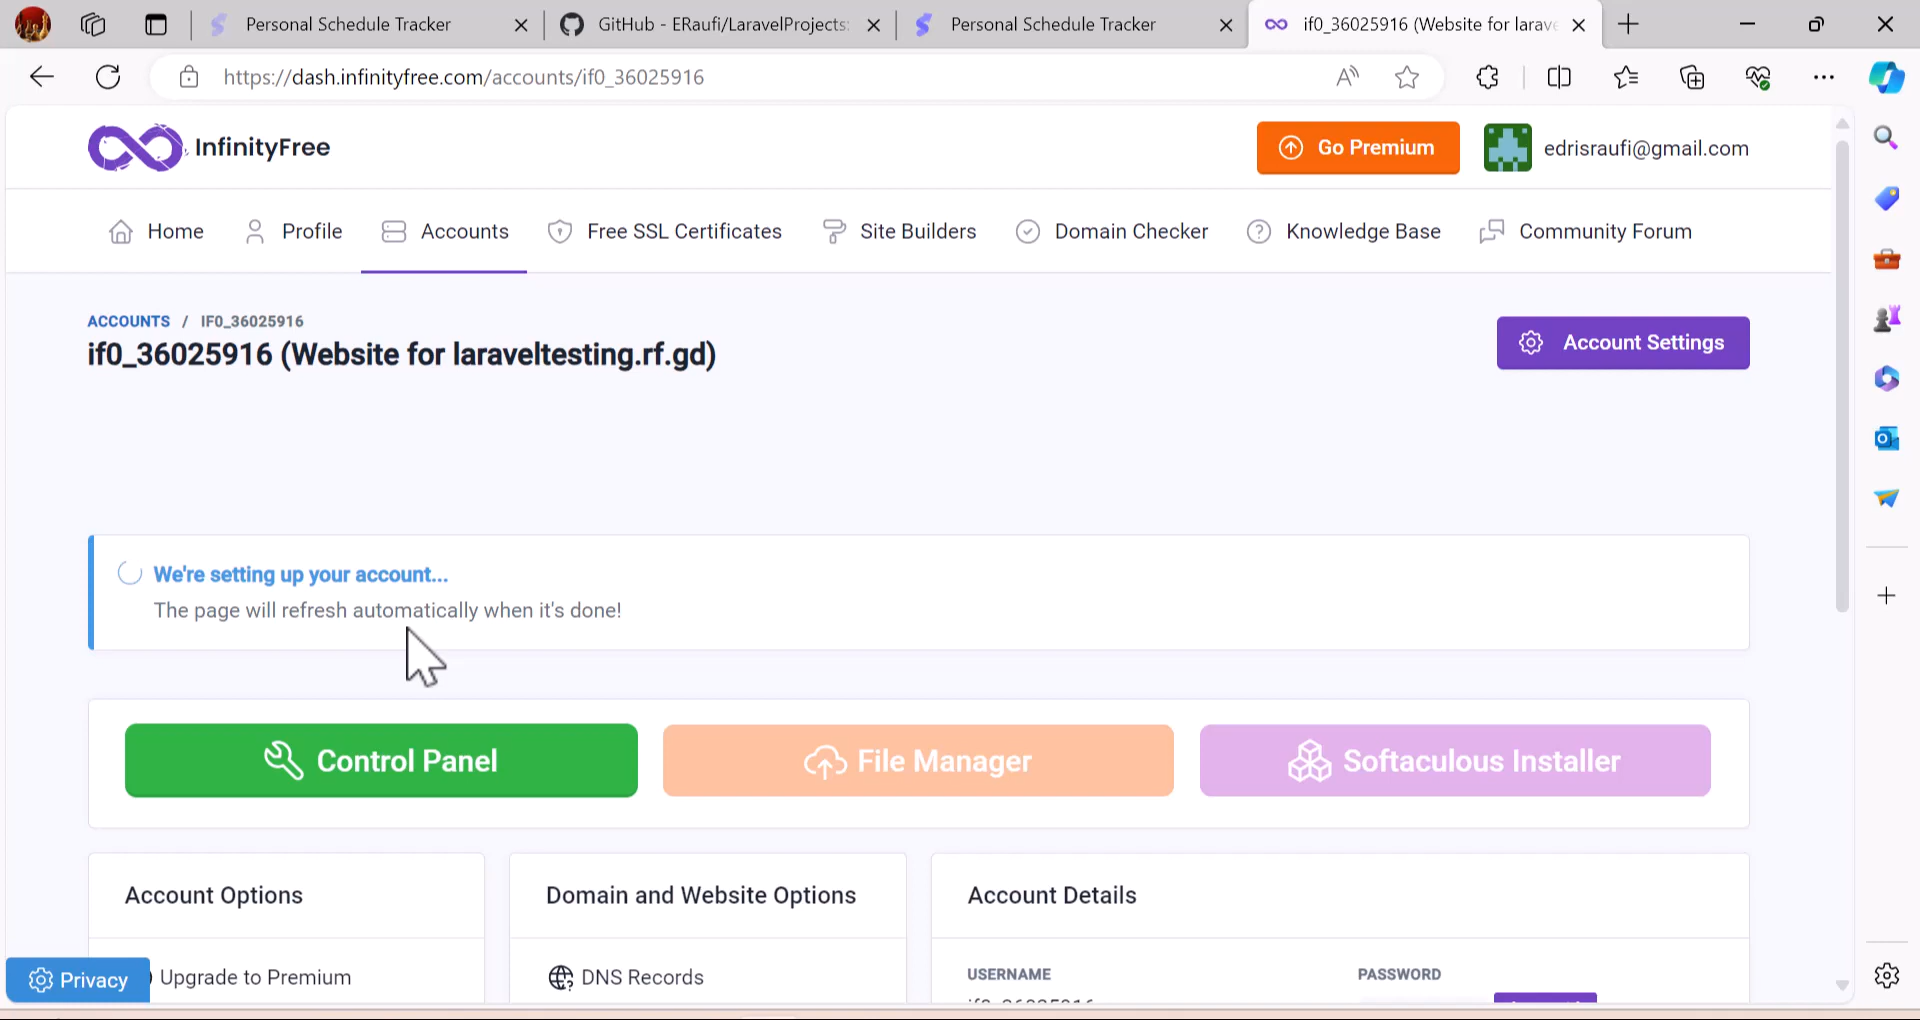 Personal Schedule Tracker
GitHub - ERaufi/LaravelProjects:
Personal Schedule Tracker
if0_36025916 (Website for larave
https://dash.infinityfree.com/accounts/if0_36025916
InfinityFree
Go Premium
edrisraufi@gmail.com
Home
Profile
Accounts
Free SSL Certificates
Site Builders
Domain Checker
Knowledge Base
Community Forum
ACCOUNTS / IF0_36025916
if0_36025916 (Website for laraveltesting.rf.gd)
Account Settings
We're setting up your account...
The page will refresh automatically when it's done!
Control Panel
File Manager
Softaculous Installer
Account Options
Domain and Website Options
Account Details
Privacy
Upgrade to Premium
DNS Records
USERNAME
PASSWORD